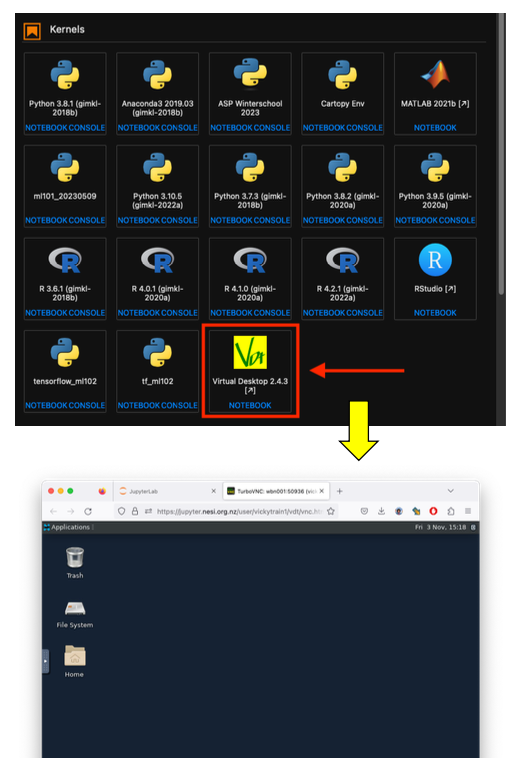 Kernels
Python 3.8.1 (gimkl-
2018b)
NOTEBOOK CONSOLE
Anaconda3 2019.03
(gimkl-2018b)
NOTEBOOK CONSOLE
ASP Winterschool
2023
NOTEBOOK CONSOLE
Cartopy Env
NOTEBOOK CONSOLE
MATLAB 2021b [↗]
NOTEBOOK
ml101_20230509
NOTEBOOK CONSOLE
Python 3.10.5
(gimkl-2022a)
NOTEBOOK CONSOLE
Python 3.7.3 (gimkl-
2018b)
NOTEBOOK CONSOLE
Python 3.8.2 (gimkl-
2020a)
NOTEBOOK CONSOLE
Python 3.9.5 (gimkl-
2020a)
NOTEBOOK CONSOLE
R 3.6.1 (gimkl-
2018b)
NOTEBOOK CONSOLE
R 4.0.1 (gimkl-
2020a)
NOTEBOOK CONSOLE
R 4.1.0 (gimkl-
2020a)
NOTEBOOK CONSOLE
R 4.2.1 (gimkl-
2022a)
NOTEBOOK CONSOLE
R
RStudio [↗]
NOTEBOOK
tensorflow_ml102
NOTEBOOK CONSOLE
tf_ml102
NOTEBOOK CONSOLE
Vdt
Virtual Desktop 2.4.3
[↗]
NOTEBOOK
JupyterLab
TurboVNC: wbn001:50936 (vick
https://jupyter.nesi.org.nz/user/vickytrain1/vdt/vnc.htm
Applications
Fri 3 Nov, 15:18
Trash
File System
Home